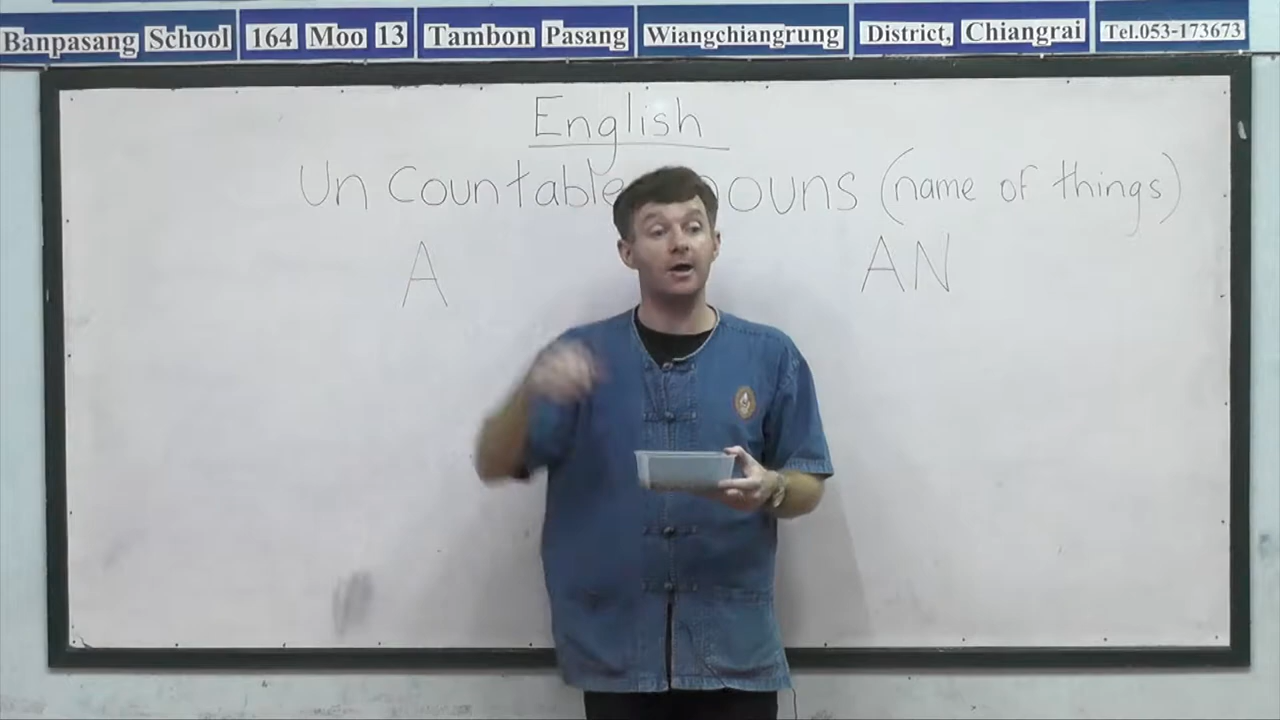 Banpasang School 164 Moo 13 Tambon Pasang Wiangchiangrung District, Chiangrai Tel.053-173673
English
Un Countable nouns (name of things)
A AN